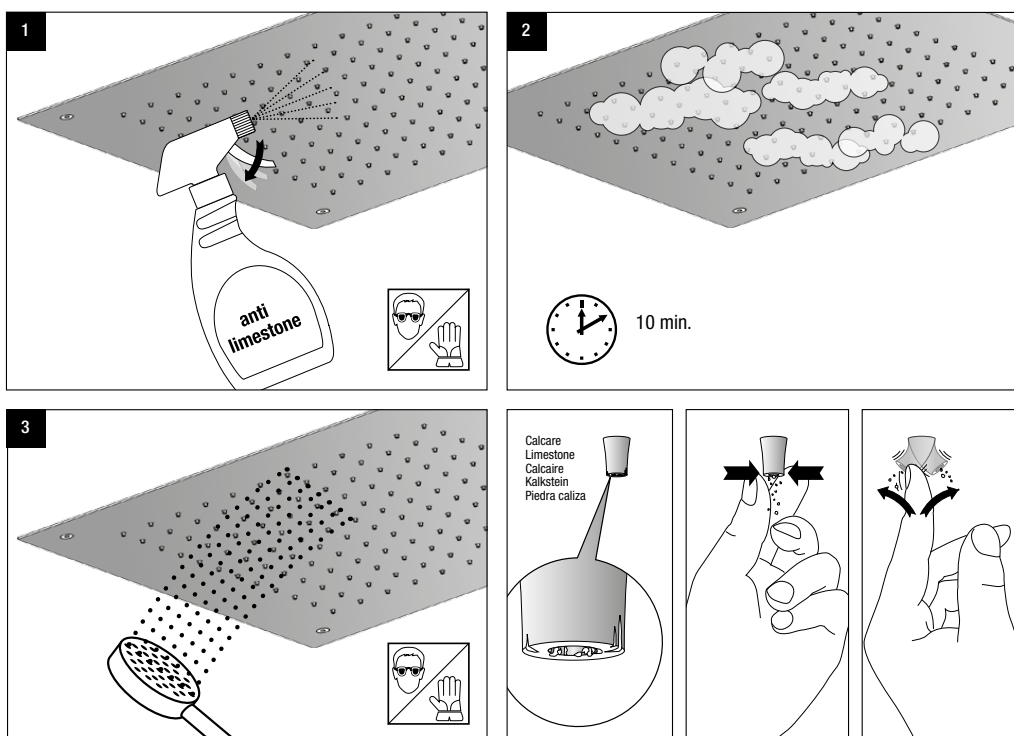 1
anti
limestone
2
10 min.
3
Calcare
Limestone
Calcaire
Kalkstein
Piedra caliza